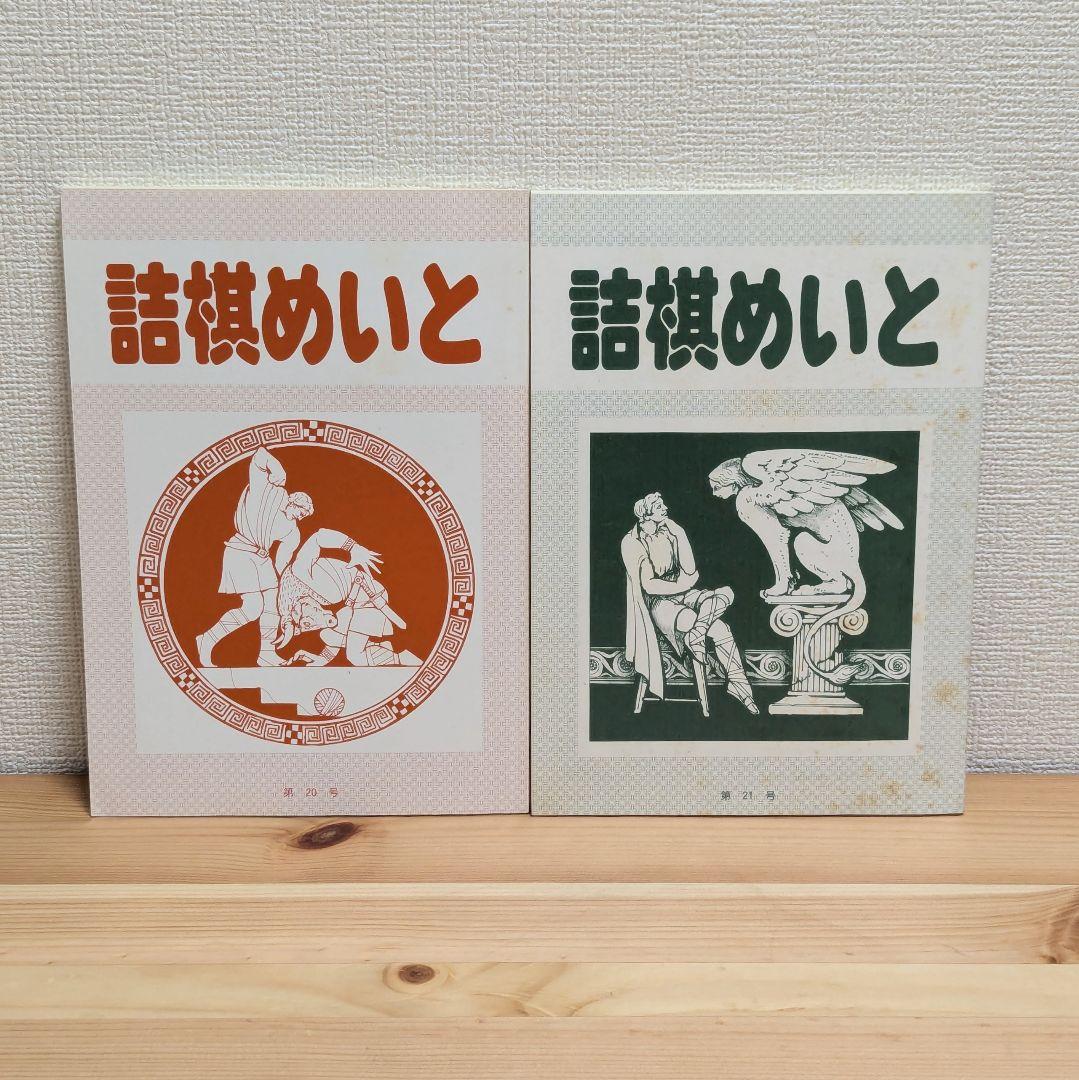 詰棋めいと
第 20 号
詰棋めいと
第 21 号